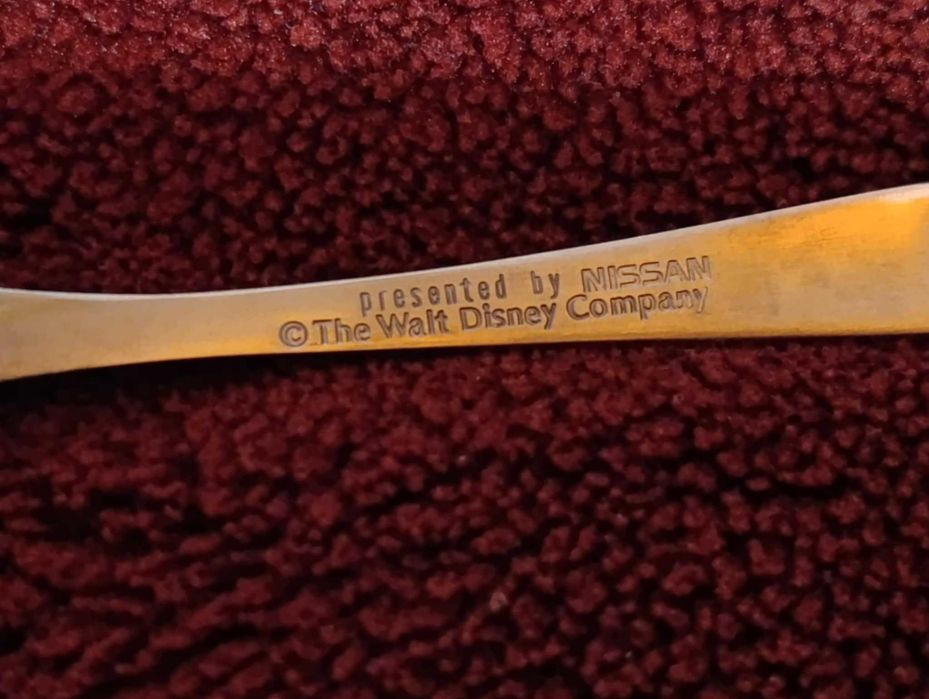 presented by NISSAN
© The Walt Disney Company